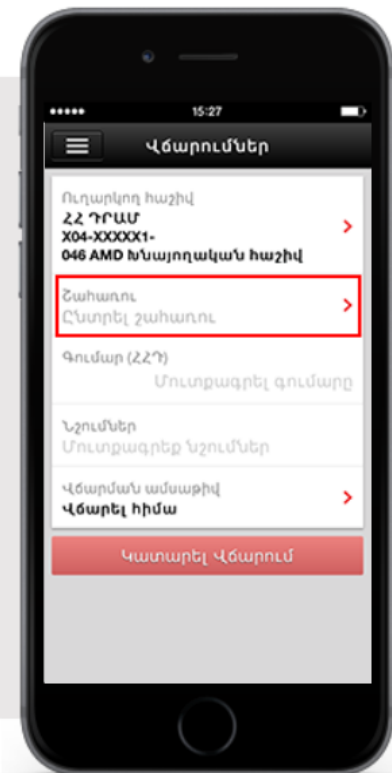 15:27
Վճարումներ
Ուղարկող հաշիվ
ՀՀ ԴՐԱՄ
X04-XXXXX1-
046 AMD Խնայողական հաշիվ
Շահառու
Ընտրել շահառու
Գումար (ՀՀԴ)
Մուտքագրել գումարը
Նշումներ
Մուտքագրեք նշումներ
Վճարման ամսաթիվ
Վճարել հիմա
Կատարել Վճարում